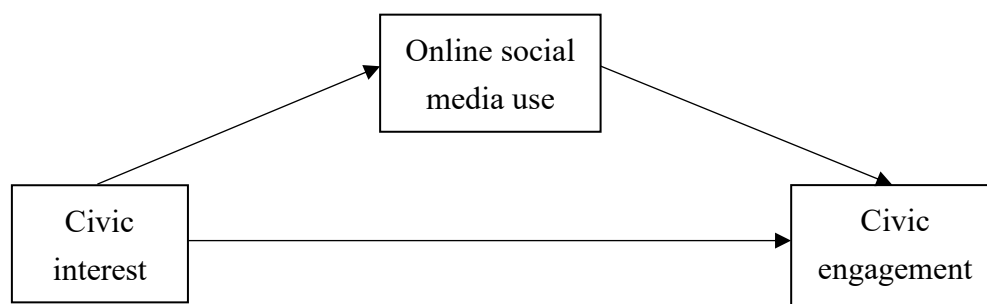 Online social
media use
Civic
interest
Civic
engagement